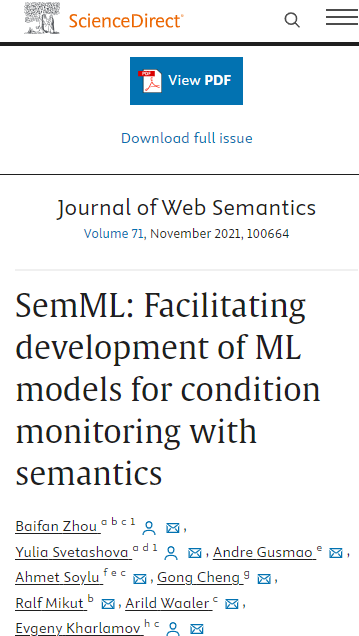 ScienceDirect
PDF
View PDF
Download full issue
Journal of Web Semantics
Volume 71, November 2021, 100664
SemML: Facilitating
development of ML
models for condition
monitoring with
semantics
Baifan Zhou a b c 1 ,
Yulia Svetashova a d 1 , Andre Gusmao e ,
Ahmet Soylu f e c , Gong Cheng g ,
Ralf Mikut b , Arild Waaler c ,
Evgeny Kharlamov h c